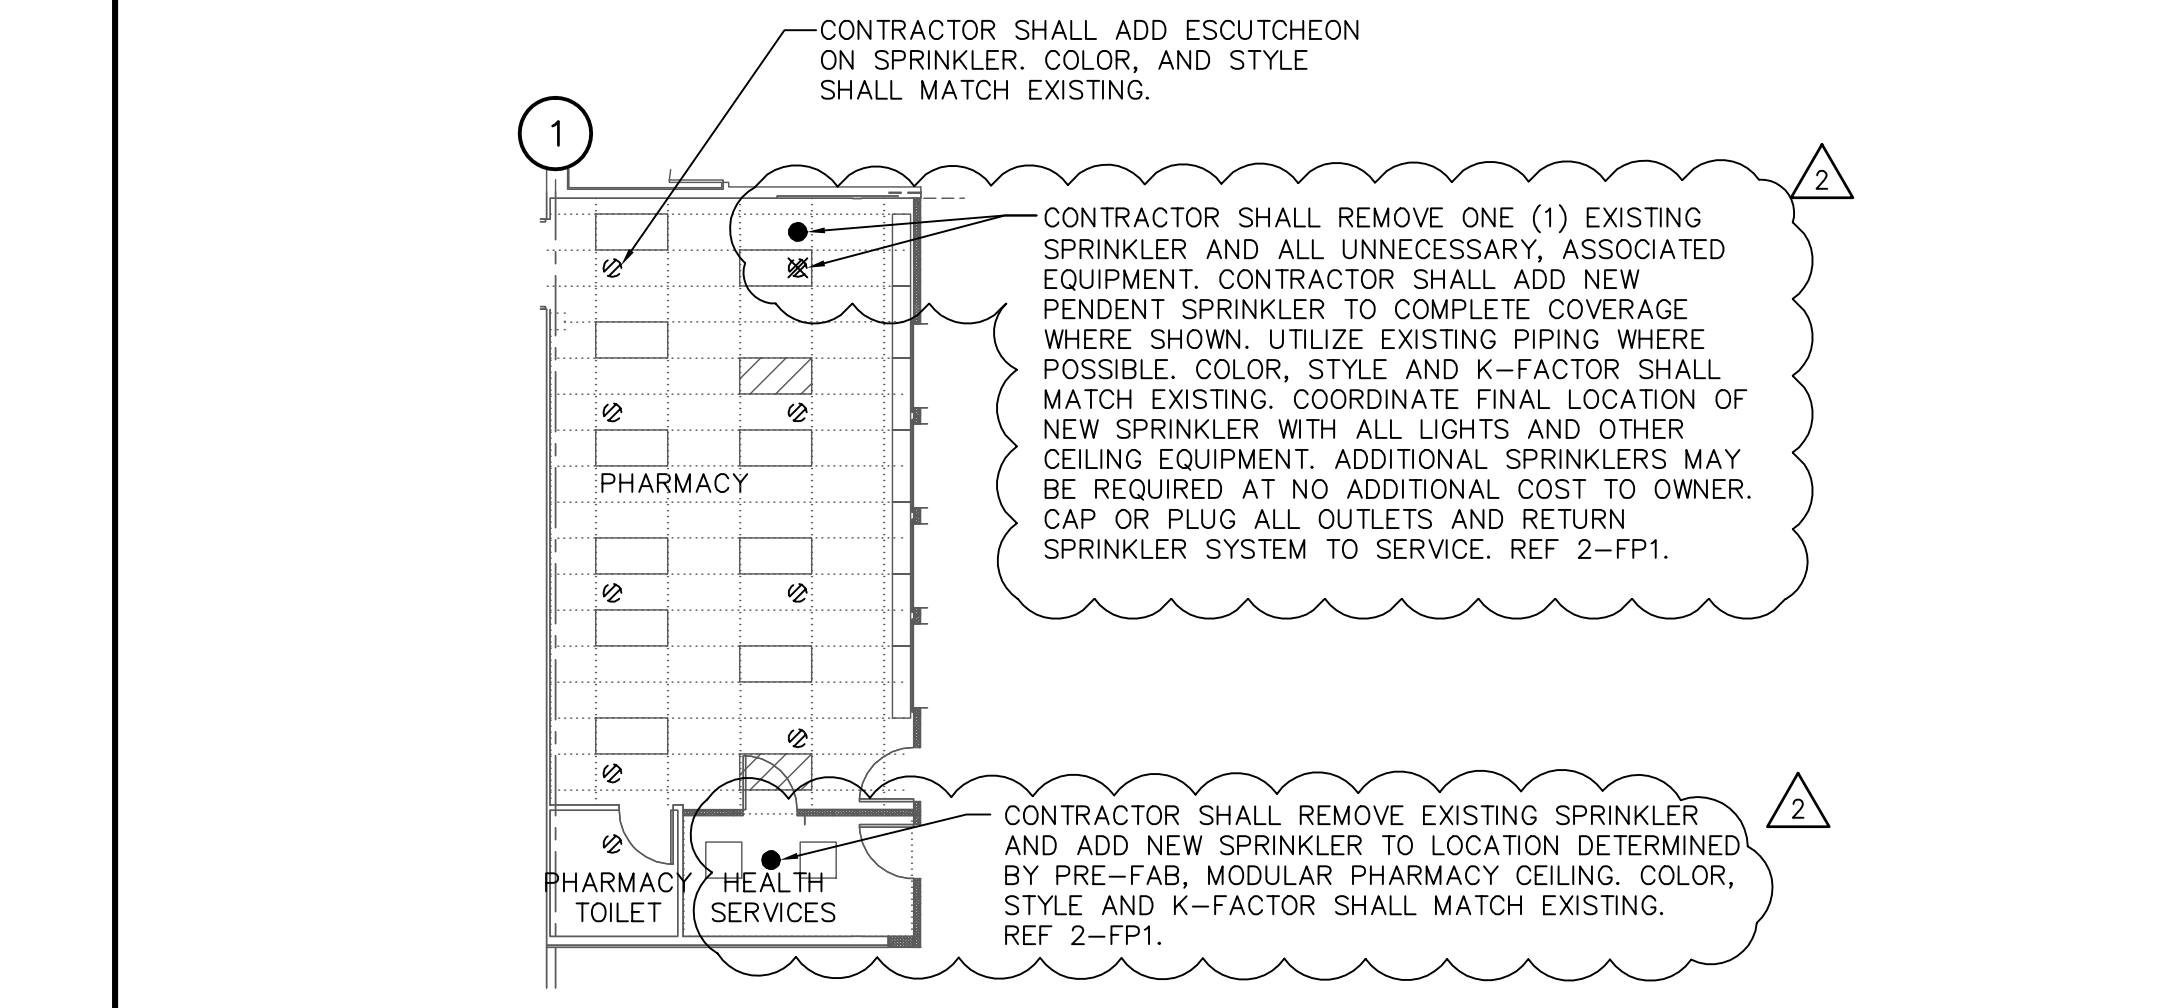 CONTRACTOR SHALL ADD ESCUTCHEON
ON SPRINKLER. COLOR, AND STYLE
SHALL MATCH EXISTING.
1
2
CONTRACTOR SHALL REMOVE ONE (1) EXISTING
SPRINKLER AND ALL UNNECESSARY, ASSOCIATED
EQUIPMENT. CONTRACTOR SHALL ADD NEW
PENDENT SPRINKLER TO COMPLETE COVERAGE
WHERE SHOWN. UTILIZE EXISTING PIPING WHERE
POSSIBLE. COLOR, STYLE AND K-FACTOR SHALL
MATCH EXISTING. COORDINATE FINAL LOCATION OF
NEW SPRINKLER WITH ALL LIGHTS AND OTHER
CEILING EQUIPMENT. ADDITIONAL SPRINKLERS MAY
BE REQUIRED AT NO ADDITIONAL COST TO OWNER.
CAP OR PLUG ALL OUTLETS AND RETURN
SPRINKLER SYSTEM TO SERVICE. REF 2-FP1.
PHARMACY
2
CONTRACTOR SHALL REMOVE EXISTING SPRINKLER
AND ADD NEW SPRINKLER TO LOCATION DETERMINED
BY PRE-FAB, MODULAR PHARMACY CEILING. COLOR,
STYLE AND K-FACTOR SHALL MATCH EXISTING.
REF 2-FP1.
PHARMACY
TOILET
HEALTH
SERVICES